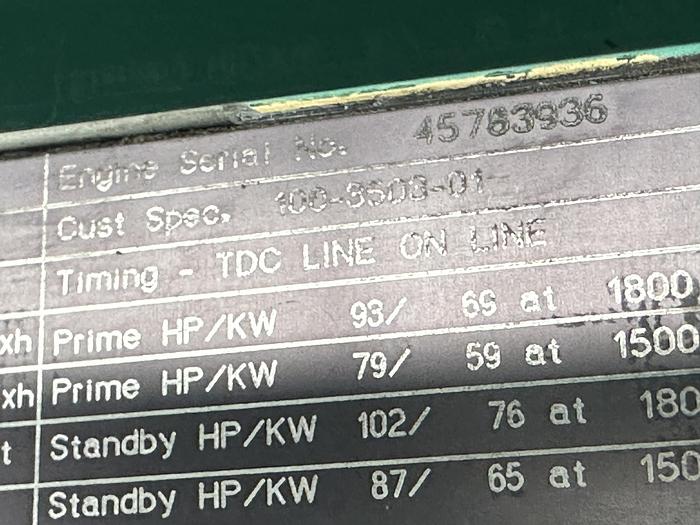 Engine Serial No. 45763936
Cust Spec. 100-3603-01
Timing - TDC LINE ON LINE
xh Prime HP/KW 93/ 69 at 1800
xh Prime HP/KW 79/ 59 at 1500
t Standby HP/KW 102/ 76 at 180
Standby HP/KW 87/ 65 at 150